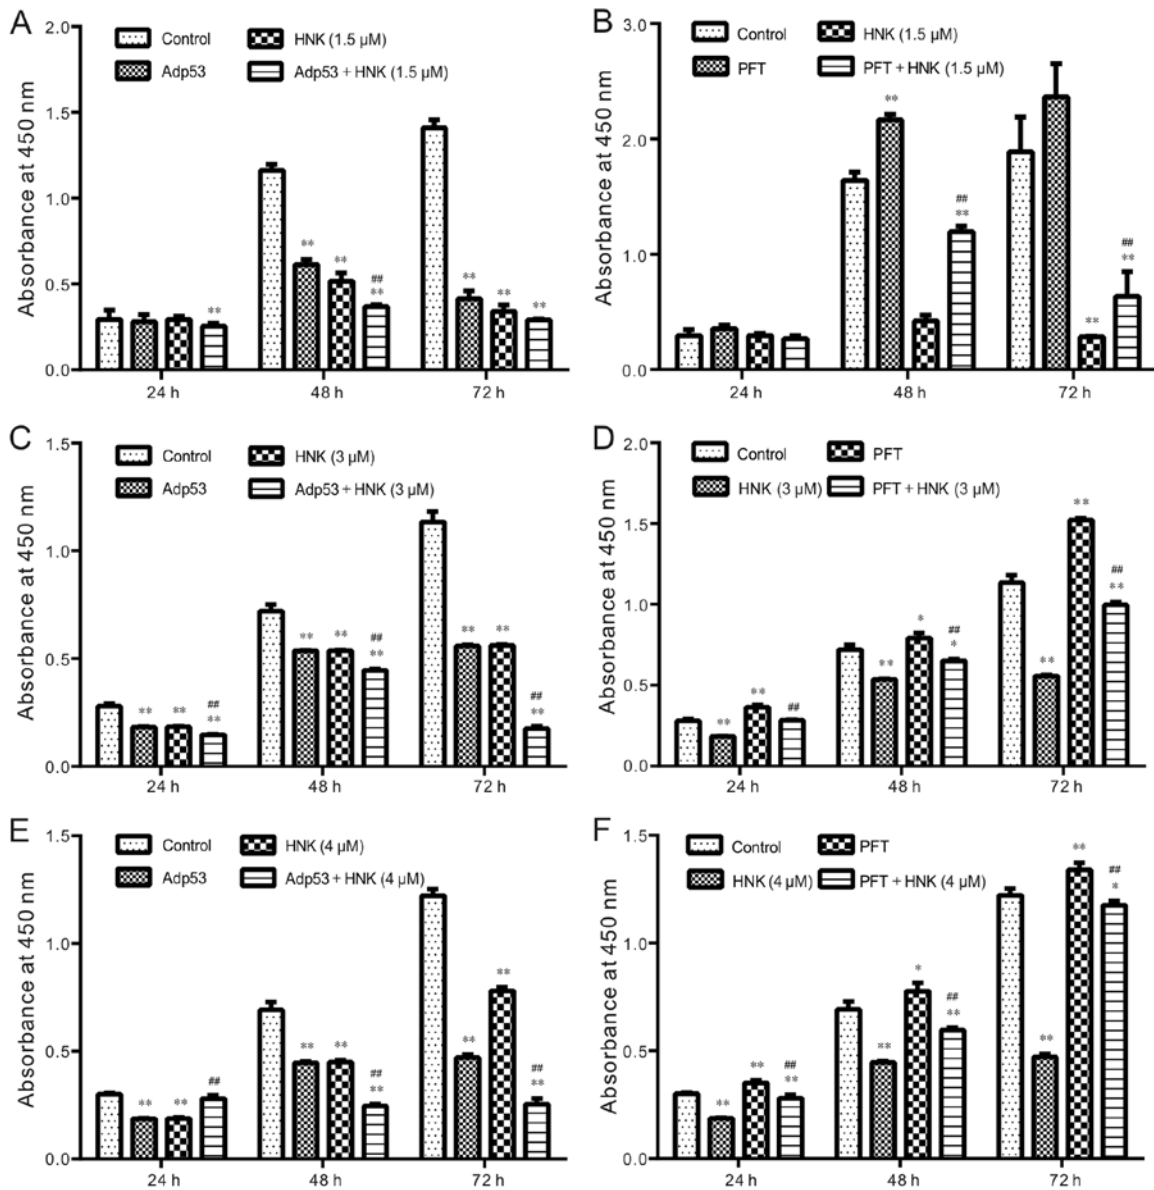 A
Absorbance at 450 nm
2.0
1.5
1.0
0.5
0.0
Control
HNK (1.5 μM)
Adp53
Adp53 + HNK (1.5 μM)
**
**
##
**
**
**
**
**
24 h
48 h
72 h
B
Absorbance at 450 nm
3.0
2.0
1.0
0.0
Control
HNK (1.5 μM)
PFT
PFT + HNK (1.5 μM)
**
##
**
**
##
**
24 h
48 h
72 h
C
Absorbance at 450 nm
1.5
1.0
0.5
0.0
Control
HNK (3 μM)
Adp53
Adp53 + HNK (3 μM)
**
**
##
**
**
**
##
**
**
**
##
**
24 h
48 h
72 h
D
Absorbance at 450 nm
2.0
1.5
1.0
0.5
0.0
Control
PFT
HNK (3 μM)
PFT + HNK (3 μM)
**
**
##
**
*
##
*
**
**
##
**
24 h
48 h
72 h
E
Absorbance at 450 nm
1.5
1.0
0.5
0.0
Control
HNK (4 μM)
Adp53
Adp53 + HNK (4 μM)
**
**
##
**
**
##
**
**
**
##
**
24 h
48 h
72 h
F
Absorbance at 450 nm
1.5
1.0
0.5
0.0
Control
PFT
HNK (4 μM)
PFT + HNK (4 μM)
**
**
##
**
**
*
##
**
**
**
##
*
24 h
48 h
72 h